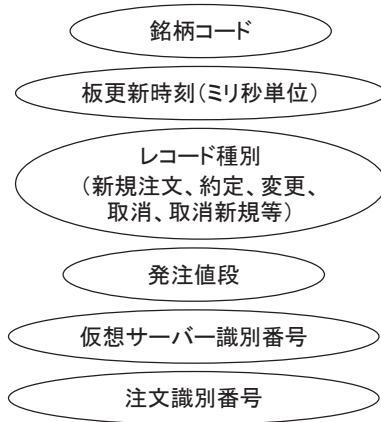 銘柄コード
板更新時刻（ミリ秒単位）
レコード種別
（新規注文、約定、変更、
取消、取消新規等）
発注値段
仮想サーバー識別番号
注文識別番号